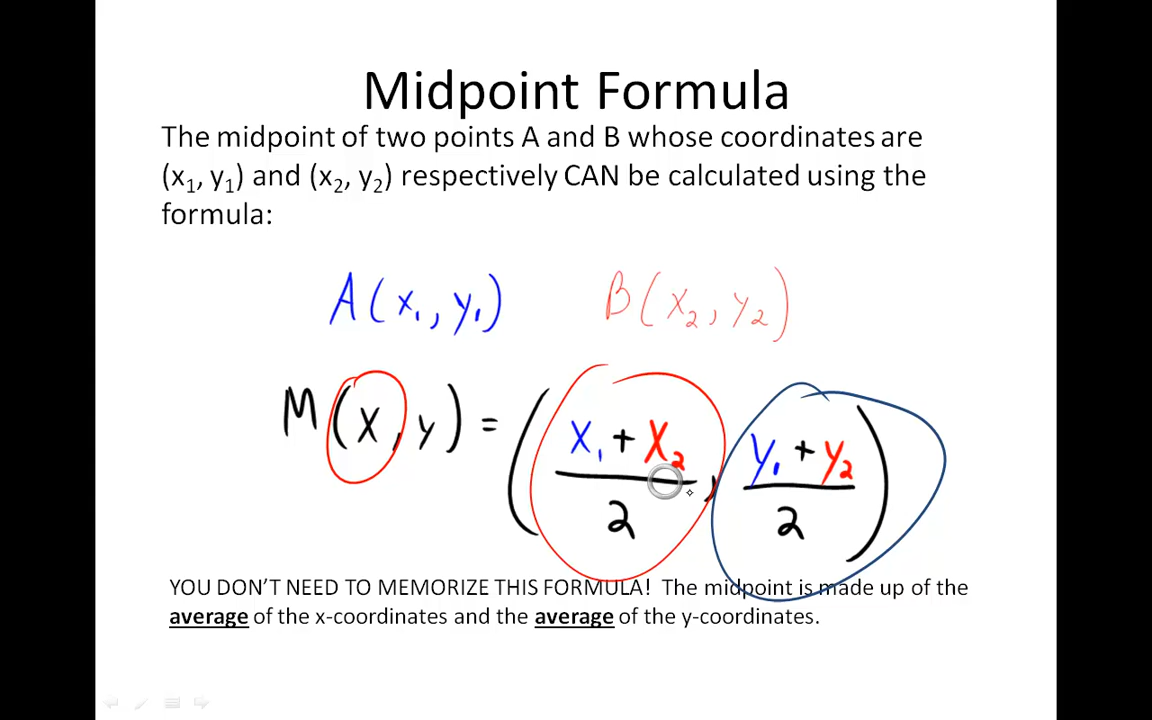 Midpoint Formula
The midpoint of two points A and B whose coordinates are
(x₁, y₁) and (x₂, y₂) respectively CAN be calculated using the
formula:
A(x₁, y₁) B(x₂, y₂)
M(x, y) = ( (x₁ + x₂)/2 , (y₁ + y₂)/2 )
YOU DON'T NEED TO MEMORIZE THIS FORMULA! The midpoint is made up of the
average of the x-coordinates and the average of the y-coordinates.